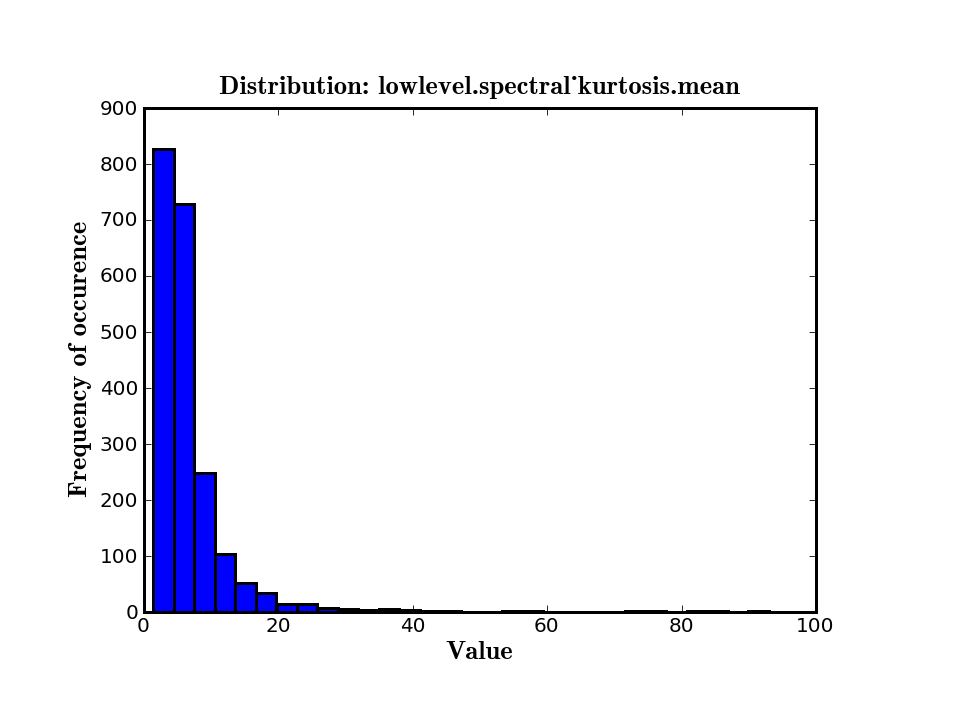 Distribution: lowlevel.spectral˙kurtosis.mean
900
800
700
600
500
400
300
200
100
0
Frequency of occurence
0 20 40 60 80 100
Value